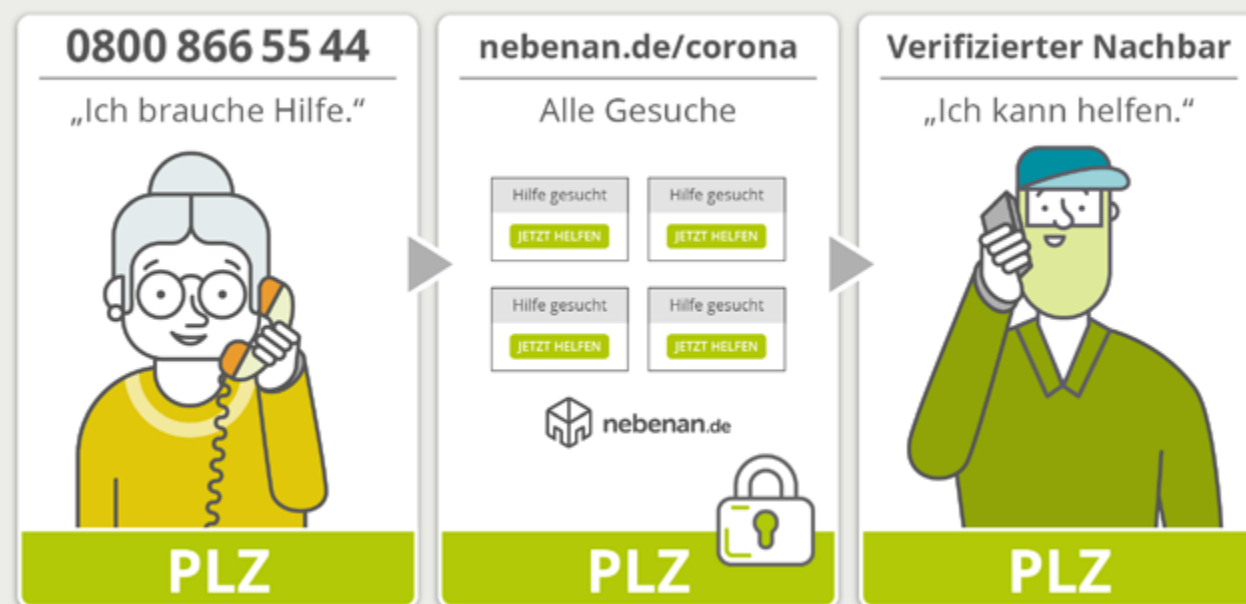 0800 866 55 44
„Ich brauche Hilfe.“
PLZ
nebenan.de/corona
Alle Gesuche
Hilfe gesucht
JETZT HELFEN
Hilfe gesucht
JETZT HELFEN
Hilfe gesucht
JETZT HELFEN
Hilfe gesucht
JETZT HELFEN
nebenan.de
PLZ
Verifizierter Nachbar
„Ich kann helfen.“
PLZ